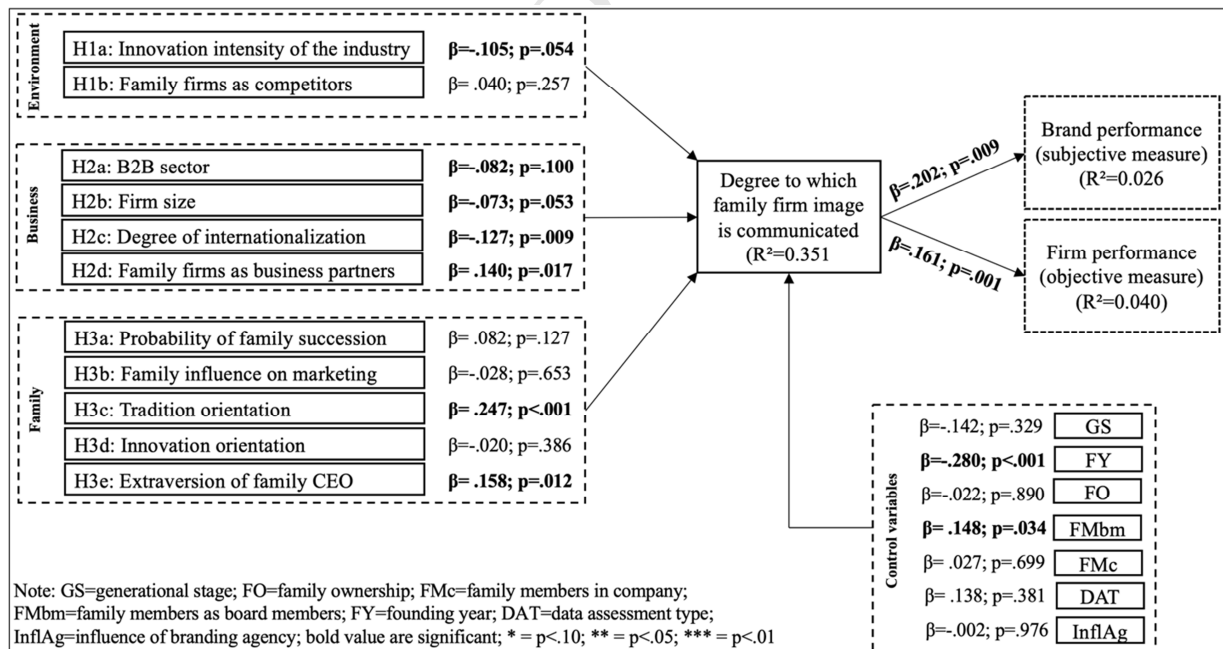 Environment
H1a: Innovation intensity of the industry β=-.105; p=.054
H1b: Family firms as competitors β= .040; p=.257
Business
H2a: B2B sector β=-.082; p=.100
H2b: Firm size β=-.073; p=.053
H2c: Degree of internationalization β=-.127; p=.009
H2d: Family firms as business partners β= .140; p=.017
Family
H3a: Probability of family succession β= .082; p=.127
H3b: Family influence on marketing β=-.028; p=.653
H3c: Tradition orientation β= .247; p<.001
H3d: Innovation orientation β=-.020; p=.386
H3e: Extraversion of family CEO β= .158; p=.012
Degree to which
family firm image
is communicated
(R²=0.351
β=.202; p=.009
β=.161; p=.001
Brand performance
(subjective measure)
(R²=0.026
Firm performance
(objective measure)
(R²=0.040)
Control variables
β=-.142; p=.329 GS
β=-.280; p<.001 FY
β=-.022; p=.890 FO
β= .148; p=.034 FMbm
β= .027; p=.699 FMc
β= .138; p=.381 DAT
β=-.002; p=.976 InflAg
Note: GS=generational stage; FO=family ownership; FMc=family members in company;
FMbm=family members as board members; FY=founding year; DAT=data assessment type;
InflAg=influence of branding agency; bold value are significant; * = p<.10; ** = p<.05; *** = p<.01